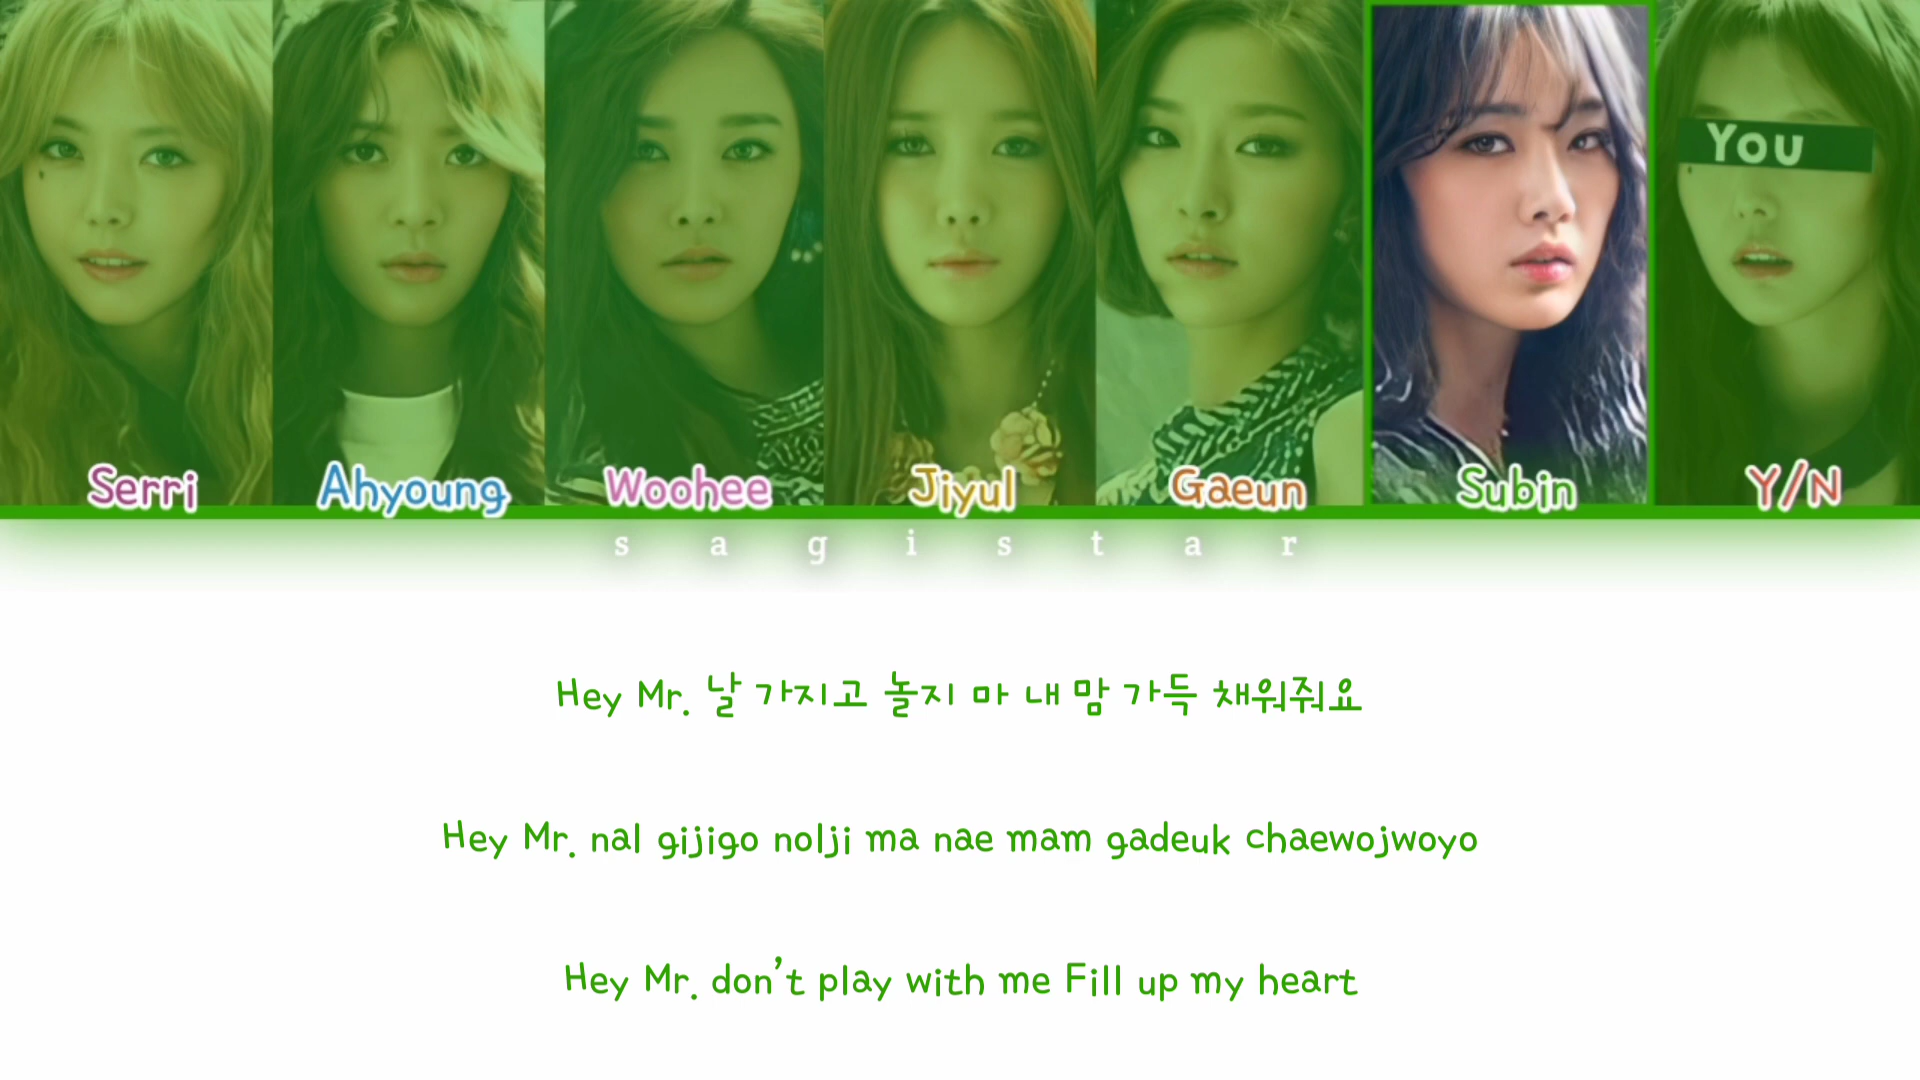 You
Serri
Ahyoung
Woohee
Jiyul
Gaeun
Subin
Y/N
s a g i s t a r
Hey Mr. 날 가지고 놀지 마 내 맘 가득 채워줘요
Hey Mr. nal gijigo nolji ma nae mam gadeuk chaewojwoyo
Hey Mr. don't play with me Fill up my heart